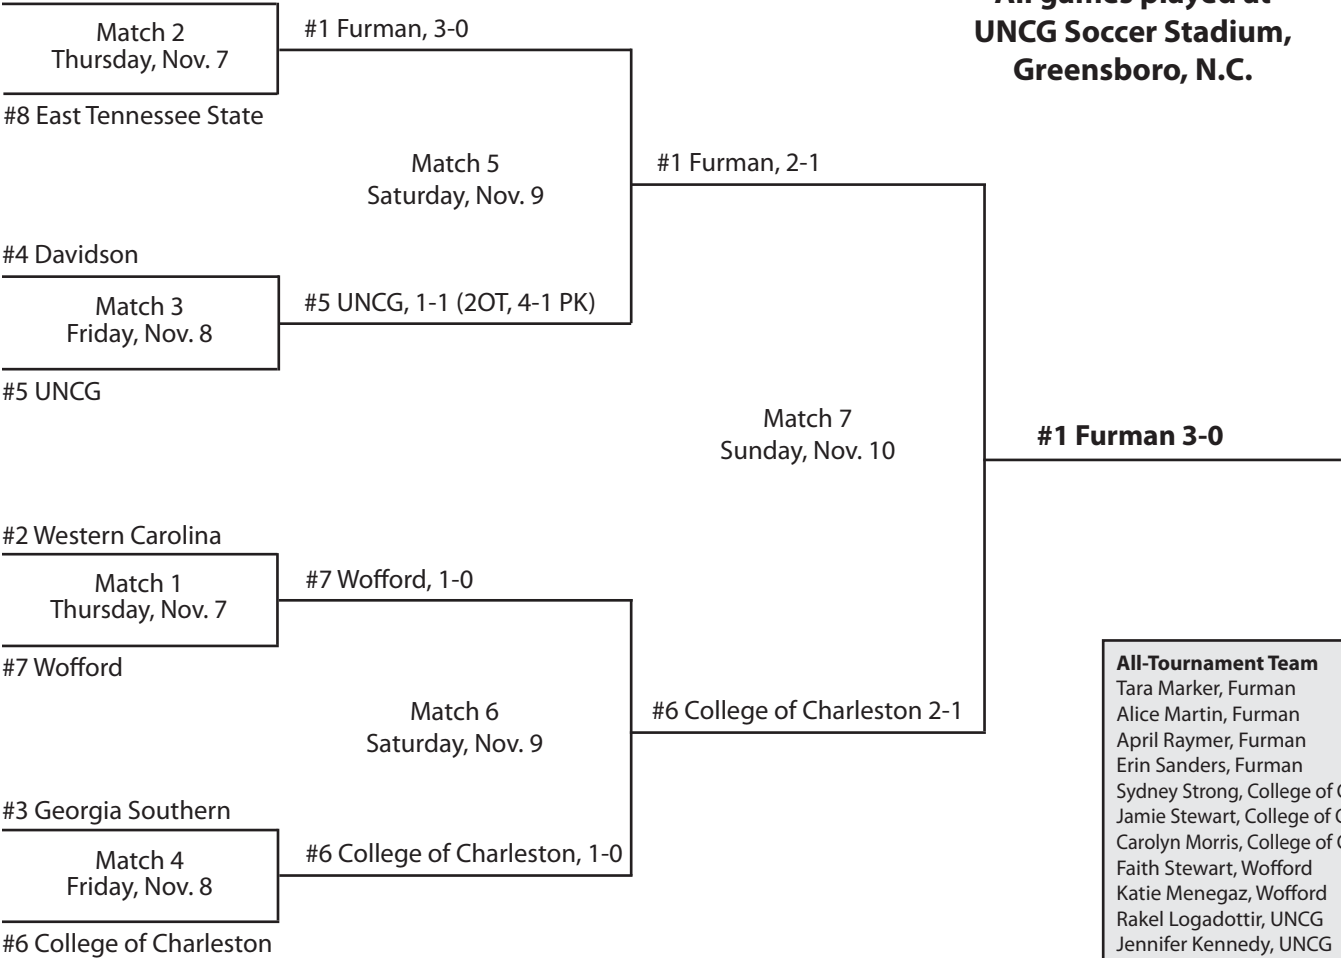 All games played at
UNCG Soccer Stadium,
Greensboro, N.C.
Match 2
Thursday, Nov. 7
#1 Furman, 3-0
#8 East Tennessee State
Match 5
Saturday, Nov. 9
#1 Furman, 2-1
#4 Davidson
Match 3
Friday, Nov. 8
#5 UNCG, 1-1 (2OT, 4-1 PK)
#5 UNCG
Match 7
Sunday, Nov. 10
#1 Furman 3-0
#2 Western Carolina
Match 1
Thursday, Nov. 7
#7 Wofford, 1-0
#7 Wofford
Match 6
Saturday, Nov. 9
#6 College of Charleston 2-1
#3 Georgia Southern
Match 4
Friday, Nov. 8
#6 College of Charleston, 1-0
#6 College of Charleston
All-Tournament Team
Tara Marker, Furman
Alice Martin, Furman
April Raymer, Furman
Erin Sanders, Furman
Sydney Strong, College of
Jamie Stewart, College of
Carolyn Morris, College of
Faith Stewart, Wofford
Katie Menegaz, Wofford
Rakel Logadottir, UNCG
Jennifer Kennedy, UNCG